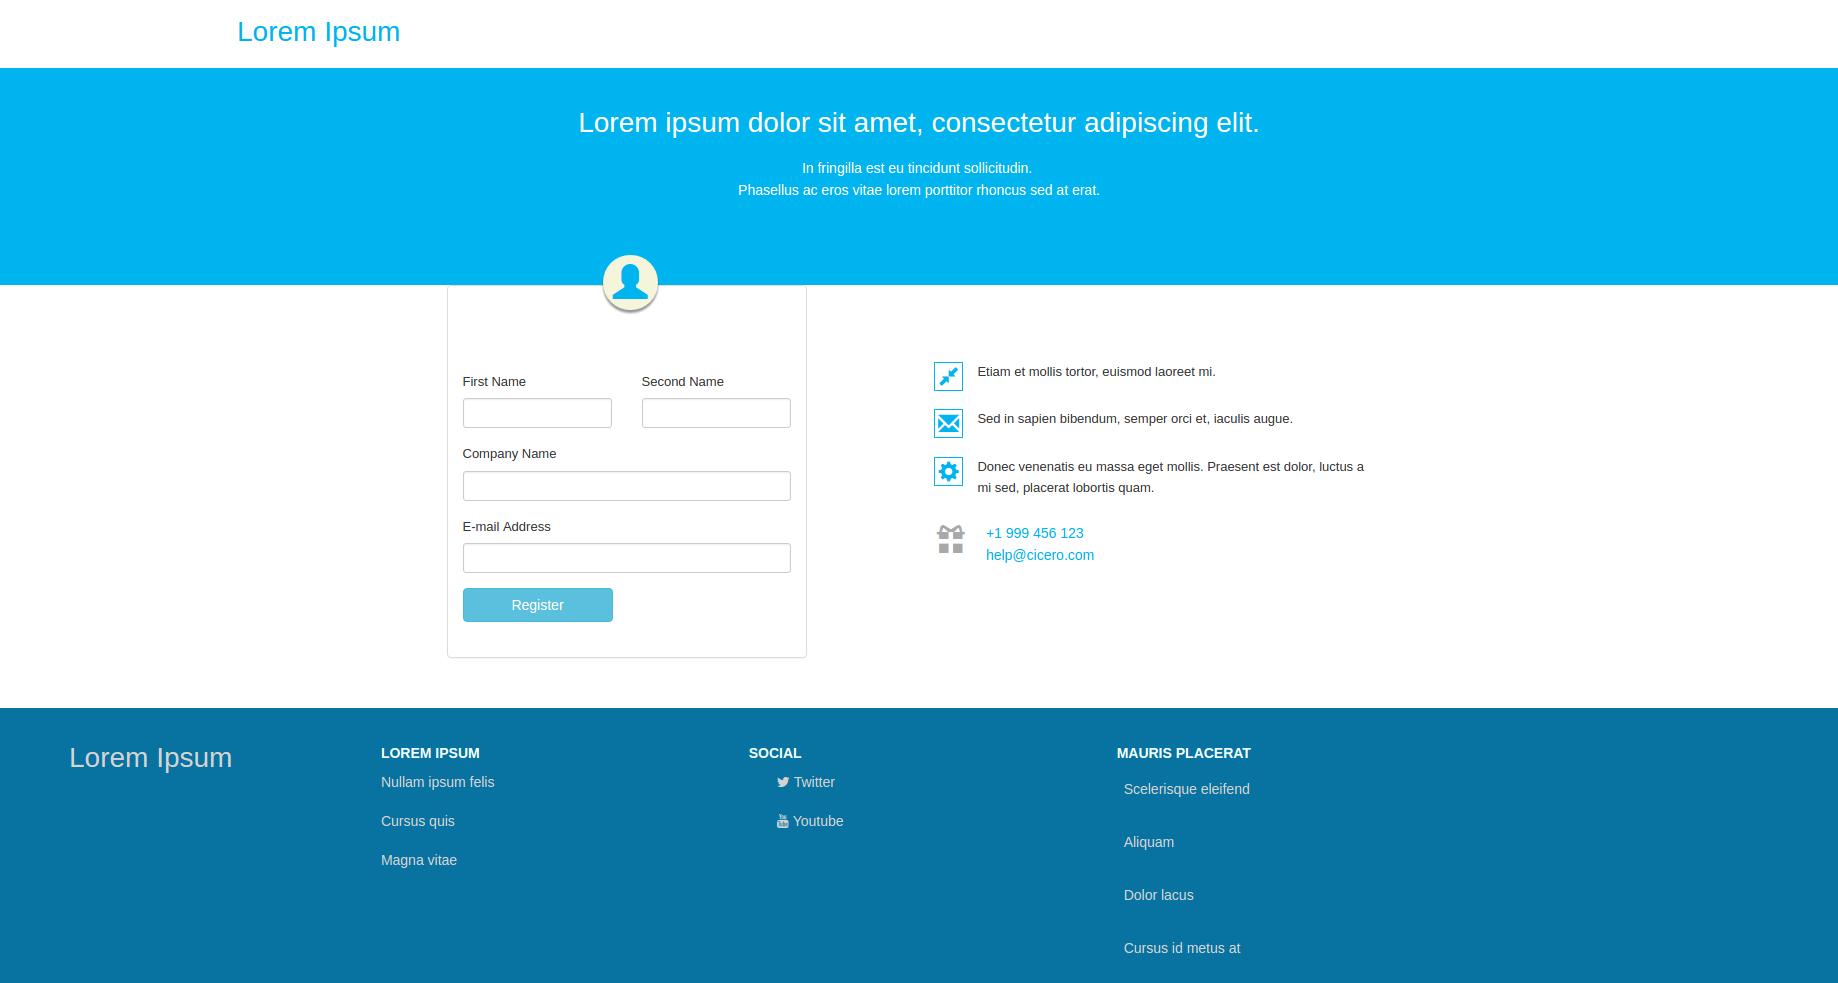 Lorem Ipsum
Lorem ipsum dolor sit amet, consectetur adipiscing elit.
In fringilla est eu tincidunt sollicitudin.
Phasellus ac eros vitae lorem porttitor rhoncus sed at erat.
First Name
Second Name
Company Name
E-mail Address
Register
Etiam et mollis tortor, euismod laoreet mi.
Sed in sapien bibendum, semper orci et, iaculis augue.
Donec venenatis eu massa eget mollis. Praesent est dolor, luctus a
mi sed, placerat lobortis quam.
+1 999 456 123
help@cicero.com
Lorem Ipsum
LOREM IPSUM
Nullam ipsum felis
Cursus quis
Magna vitae
SOCIAL
Twitter
Youtube
MAURIS PLACERAT
Scelerisque eleifend
Aliquam
Dolor lacus
Cursus id metus at